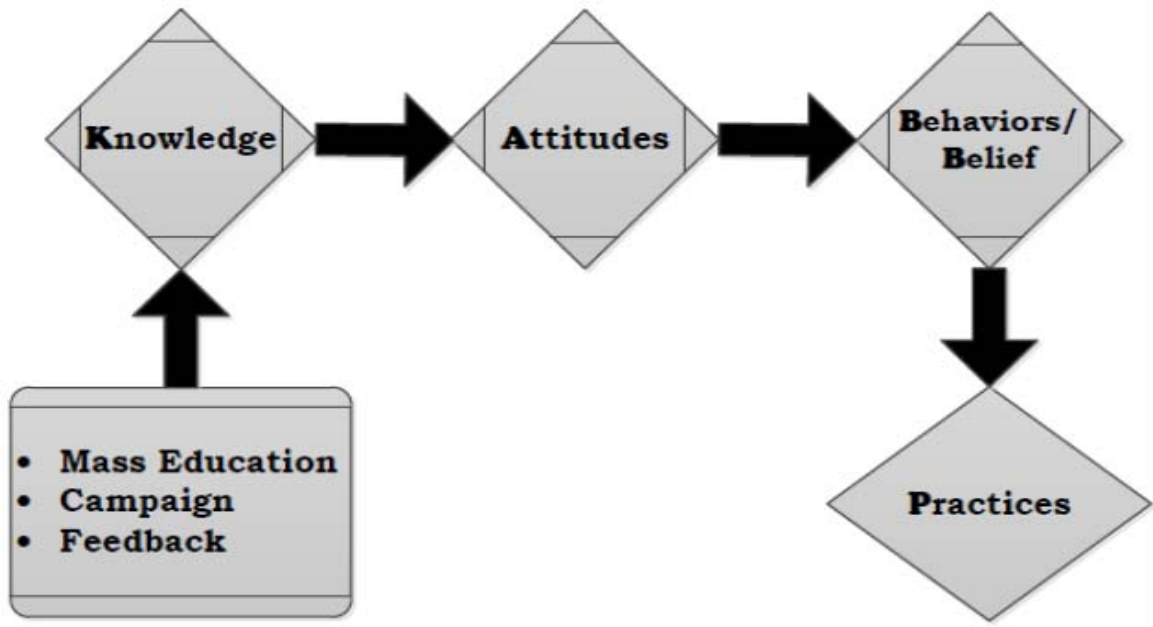 Knowledge
Attitudes
Behaviors/
Belief
• Mass Education
• Campaign
• Feedback
Practices